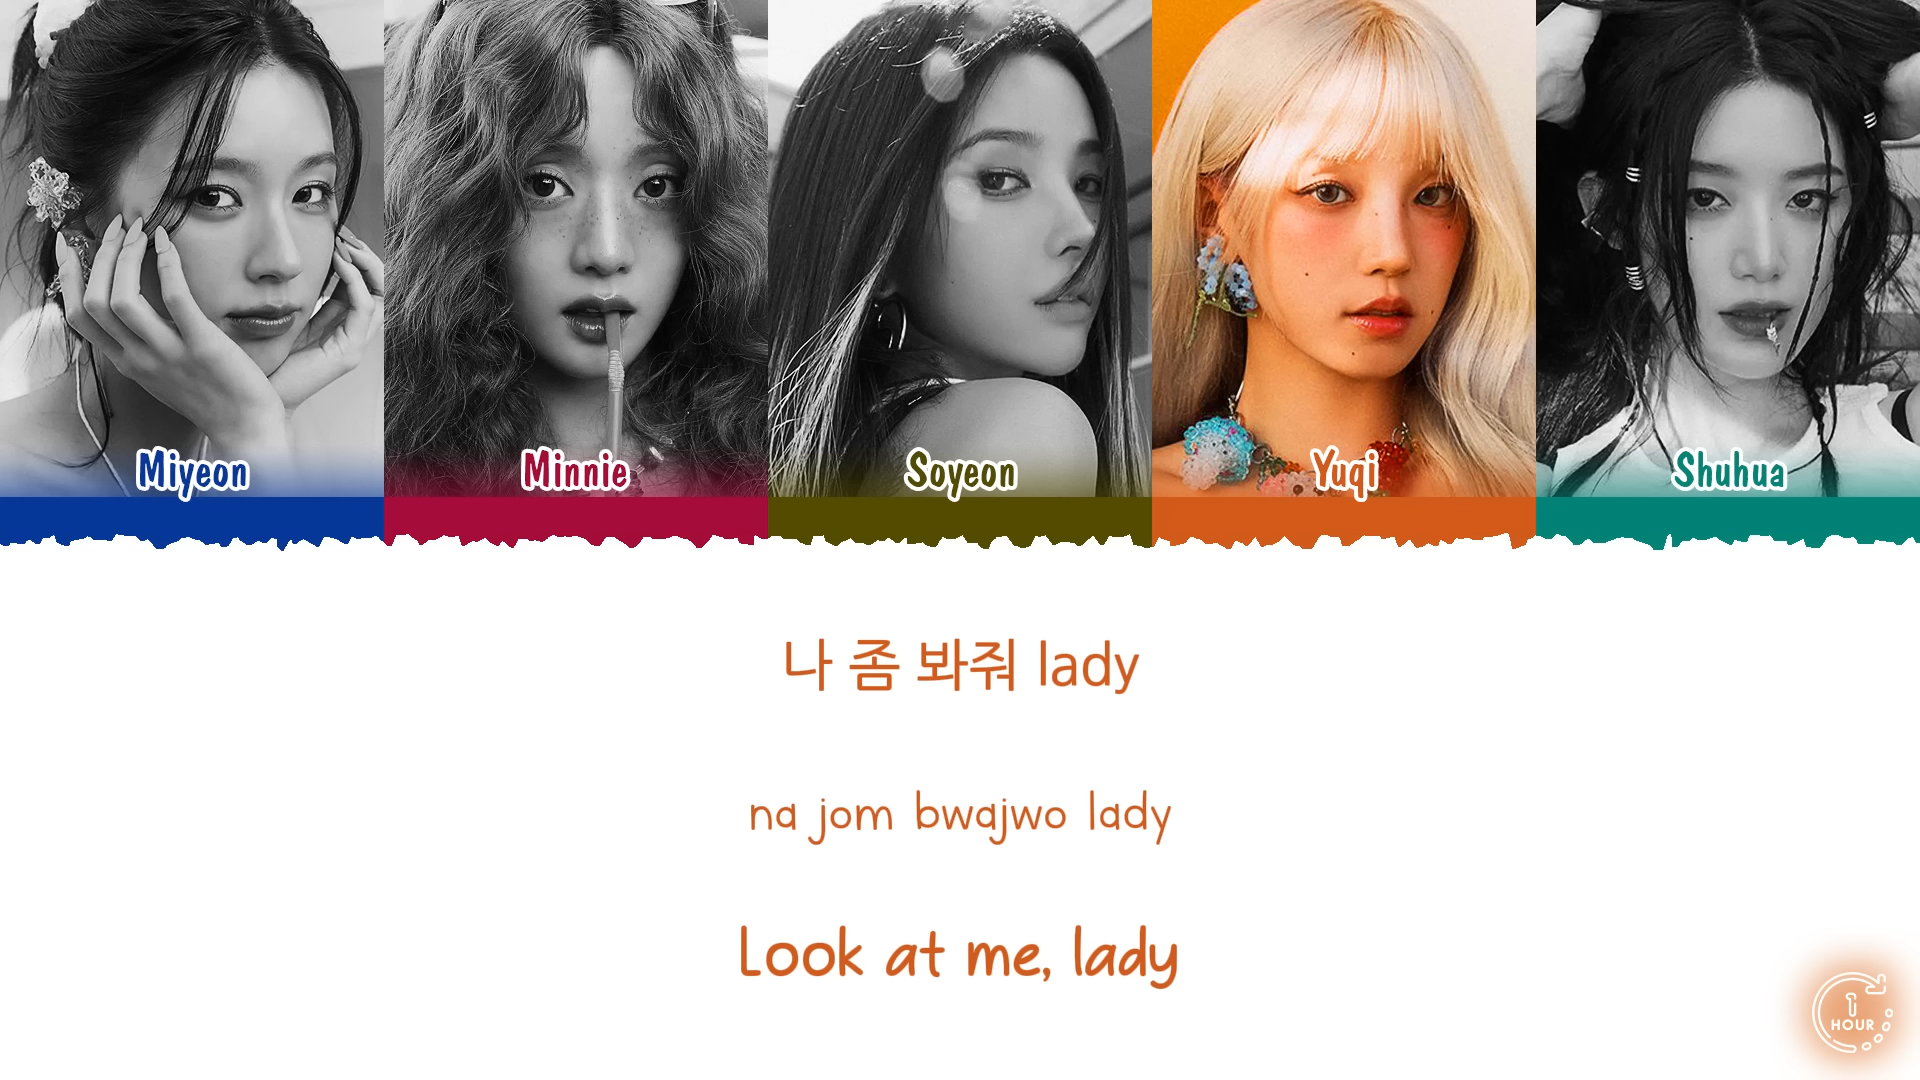 Miyeon
Minnie
Soyeon
Yuqi
Shuhua
나 좀 봐줘 lady
na jom bwajwo lady
Look at me, lady
1
HOUR